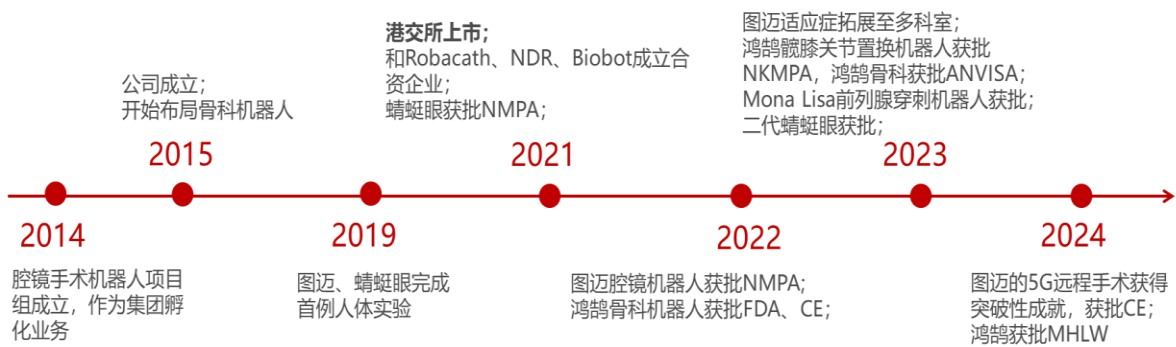 公司成立；
开始布局骨科机器人
2015
港交所上市；
和Robacath、NDR、Biobot成立合
资企业；
蜻蜓眼获批NMPA；
2021
图迈适应症拓展至多科室；
鸿鹄髋膝关节置换机器人获批
NKMPA，鸿鹄骨科获批ANVISA；
Mona Lisa前列腺穿刺机器人获批；
二代蜻蜓眼获批；
2023
2014
腔镜手术机器人项目
组成立，作为集团孵
化业务
2019
图迈、蜻蜓眼完成
首例人体实验
2022
图迈腔镜机器人获批NMPA；
鸿鹄骨科机器人获批FDA、CE；
2024
图迈的5G远程手术获得
突破性成就，获批CE；
鸿鹄获批MHLW